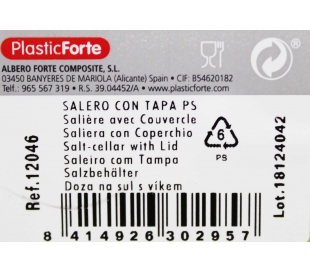 PlasticForte
ALBERO FORTE COMPOSITE, S.L.
03450 BANYERES DE MARIOLA (Alicante) Spain • CIF: B54620182
Telf.: 965 567 319 • R.S. 39.04452/A • www.plasticforte.com
SALERO CON TAPA PS
Salière avec Couvercle
Saliera con Coperchio
Salt-cellar with Lid
Saleiro com Tampa
Salzbehälter
Doza na sul s víkem
Ref.12046
6
PS
Lot.18124042
8 414926 302957